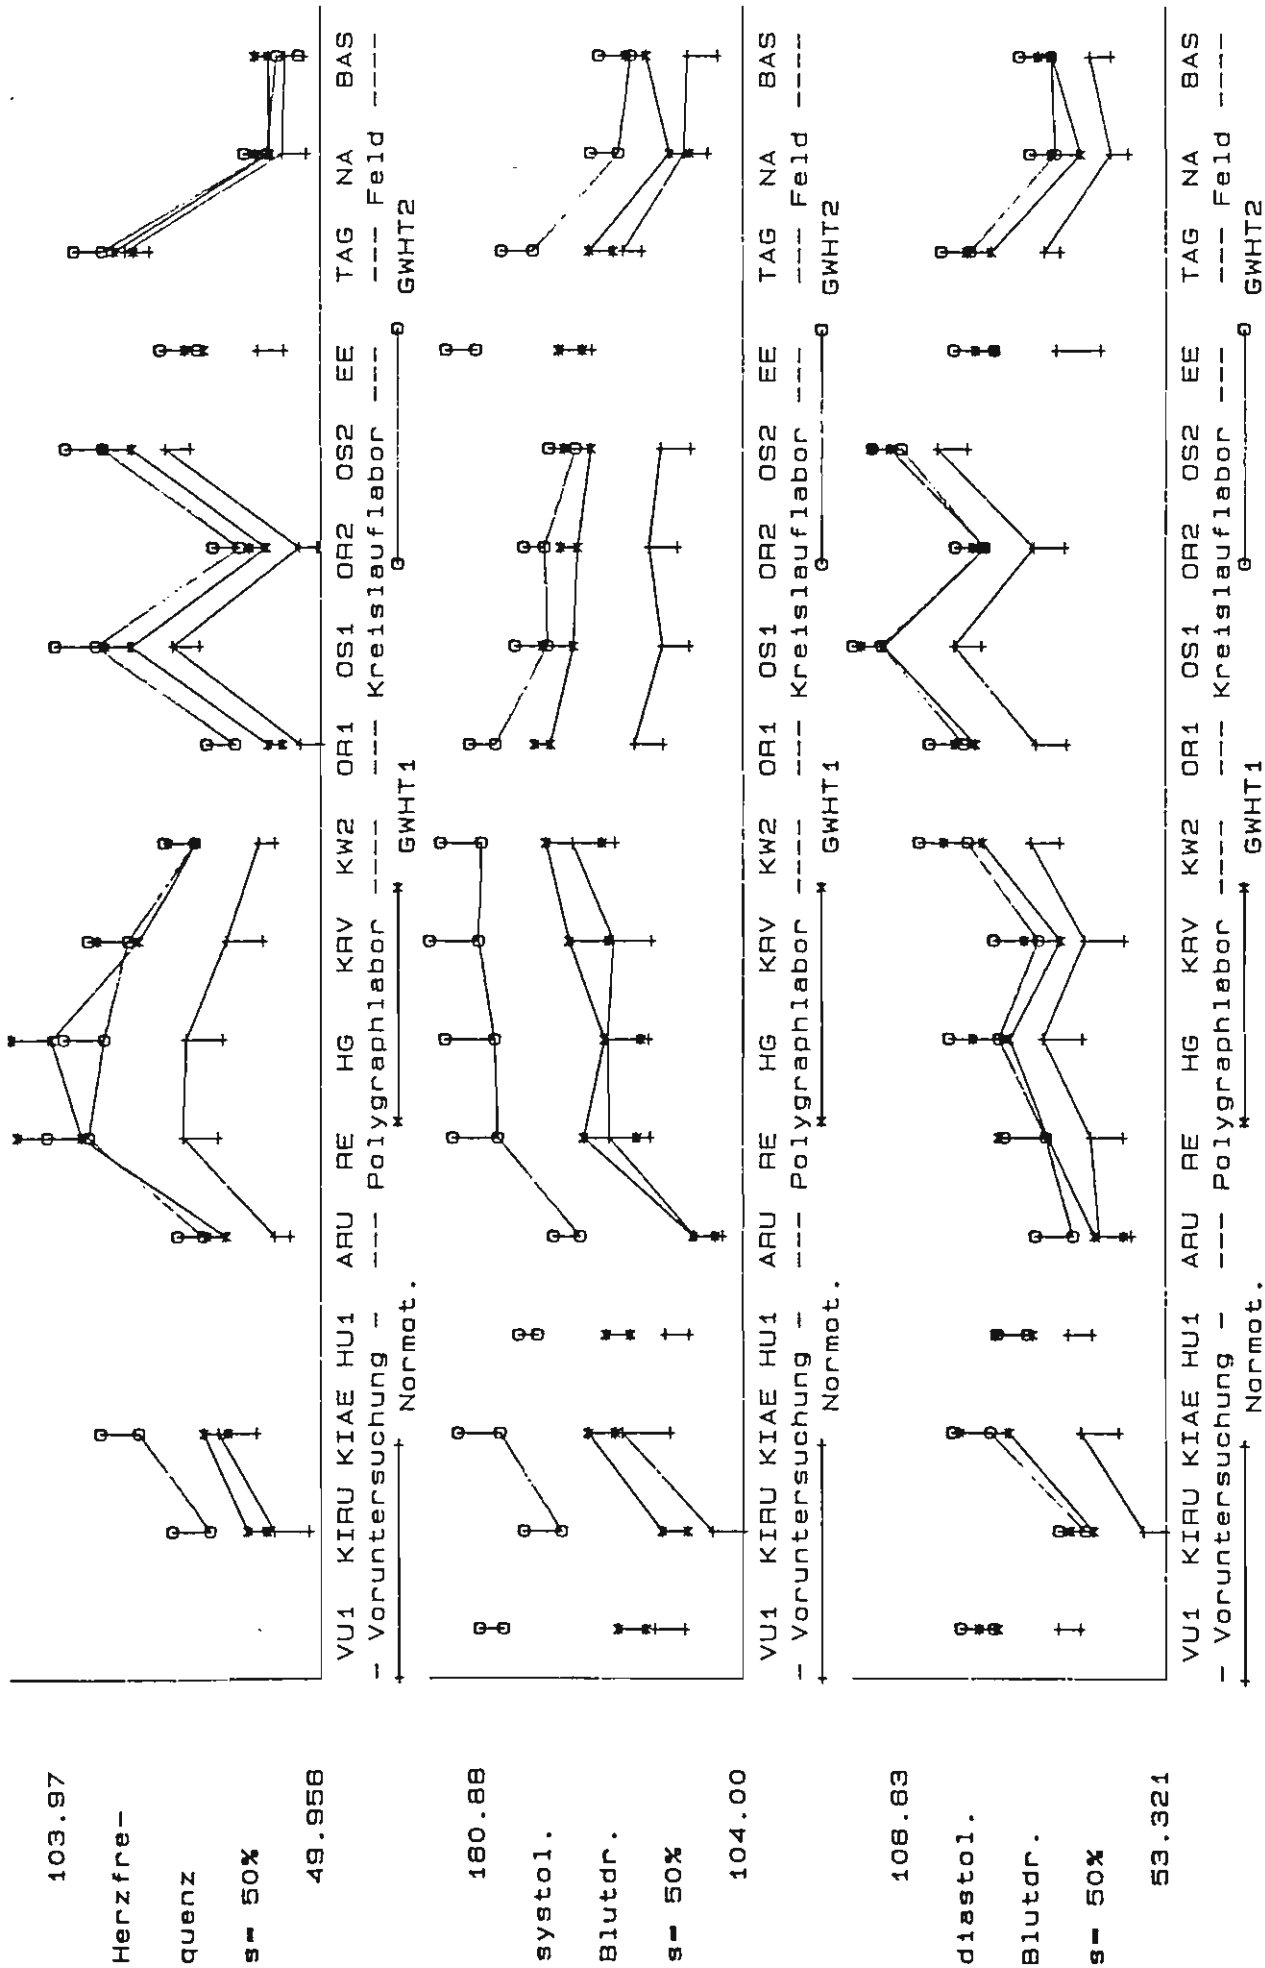 103.97
Herzfre-
quenz
s= 50%
49.958
VU1 KIRU KIAE HU1 ARU RE HG KRV KW2 OR1 OS1 OR2 OS2 EE TAG NA BAS
- Voruntersuchung - --- Polygraphlabor ---- --- Kreislauflabor --- --- Feld ----
Normot. GWHT1 GWHT2
180.88
systol.
Blutdr.
s= 50%
104.00
VU1 KIRU KIAE HU1 ARU RE HG KRV KW2 OR1 OS1 OR2 OS2 EE TAG NA BAS
- Voruntersuchung - --- Polygraphlabor ---- --- Kreislauflabor --- --- Feld ----
Normot. GWHT1 GWHT2
108.83
diastol.
Blutdr.
s= 50%
53.321
VU1 KIRU KIAE HU1 ARU RE HG KRV KW2 OR1 OS1 OR2 OS2 EE TAG NA BAS
- Voruntersuchung - --- Polygraphlabor ---- --- Kreislauflabor --- --- Feld ----
Normot. GWHT1 GWHT2